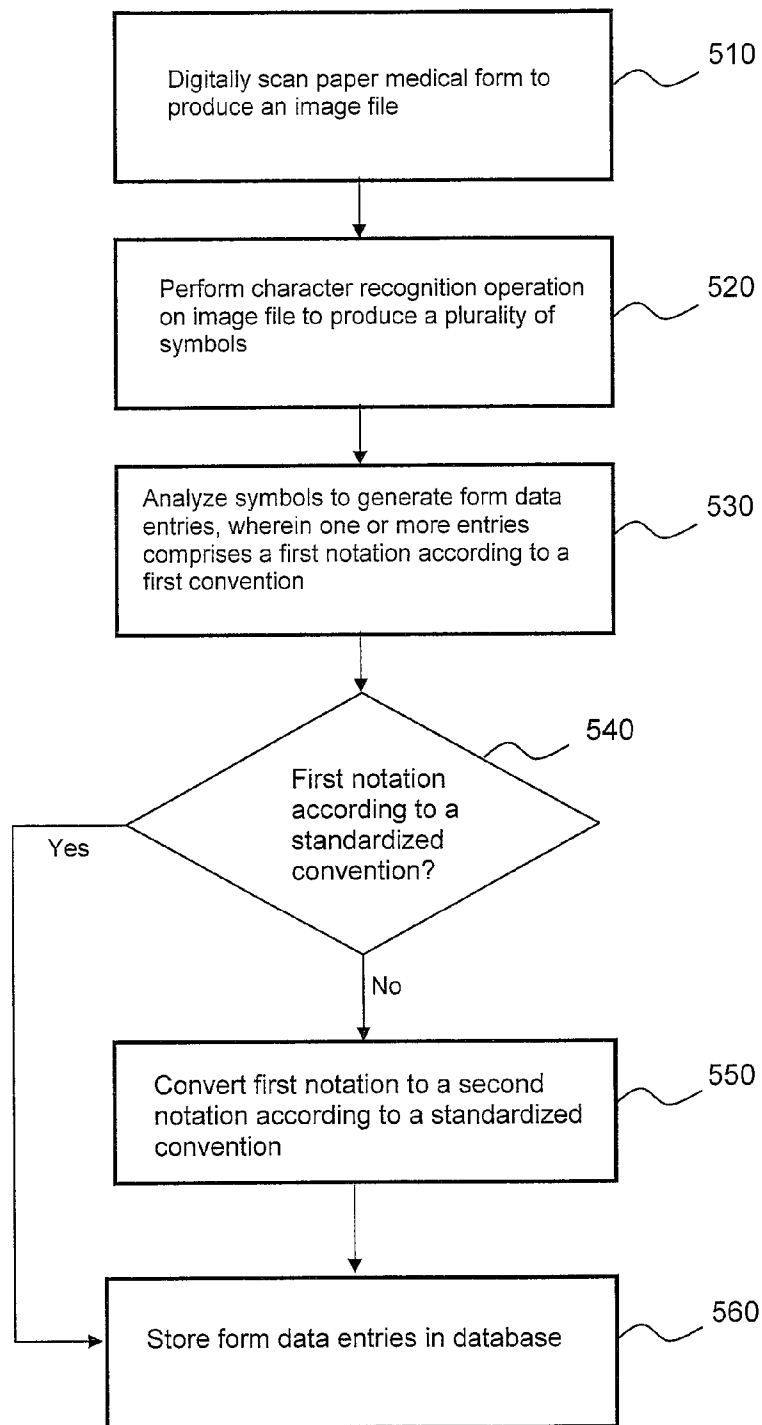 Digitally scan paper medical form to
produce an image file
510
Perform character recognition operation
on image file to produce a plurality of
symbols
520
Analyze symbols to generate form data
entries, wherein one or more entries
comprises a first notation according to a
first convention
530
First notation
according to a
standardized
convention?
540
Yes
No
Convert first notation to a second
notation according to a standardized
convention
550
Store form data entries in database
560